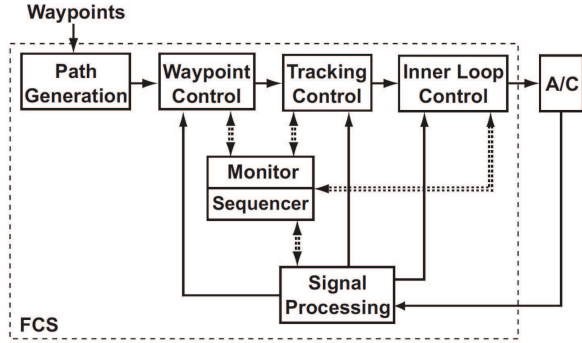 Waypoints
Path
Generation
Waypoint
Control
Tracking
Control
Inner Loop
Control
A/C
Monitor
Sequencer
Signal
Processing
FCS